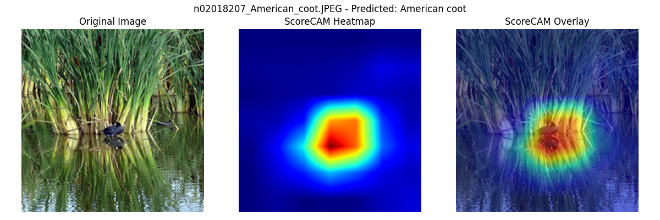 n02018207_American_coot.JPEG - Predicted: American coot
Original Image
ScoreCAM Heatmap
ScoreCAM Overlay